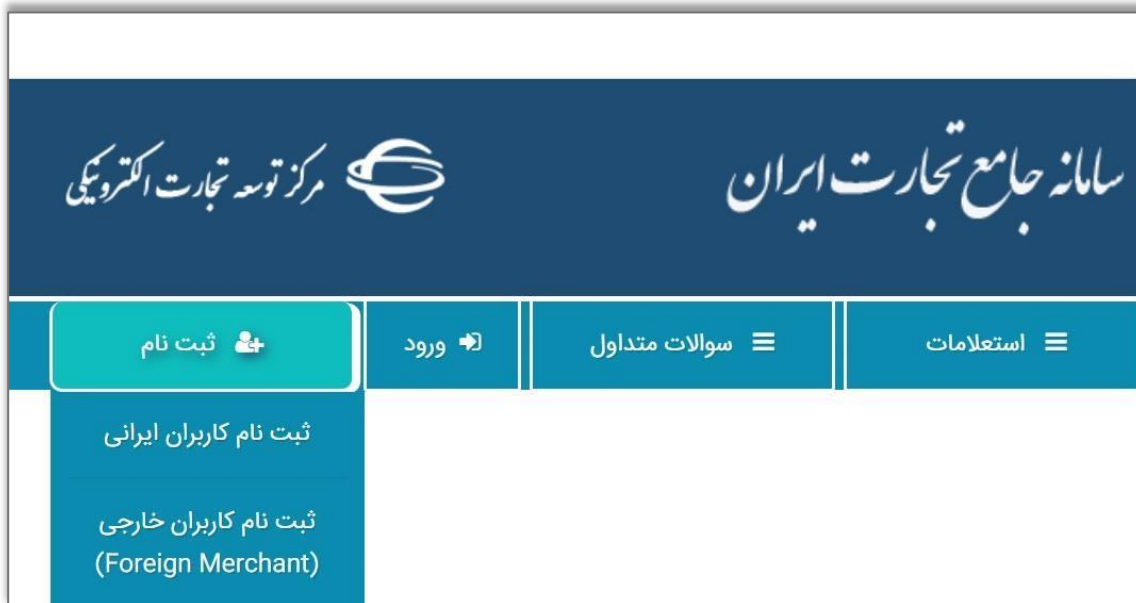 سامانه جامع تجارت ایران
مرکز توسعه تجارت الکترونیکی
استعلامات
سوالات متداول
ورود
ثبت نام
ثبت نام کاربران ایرانی
ثبت نام کاربران خارجی
(Foreign Merchant)